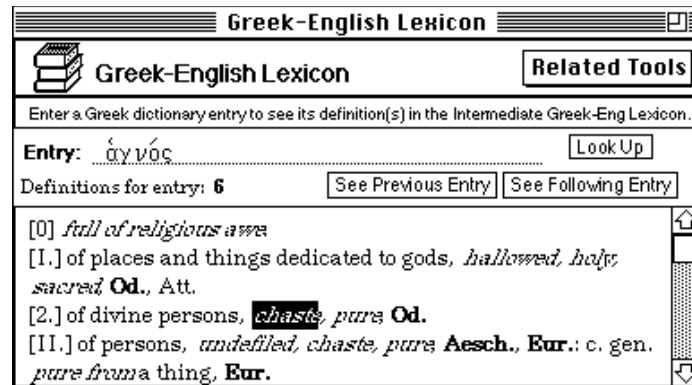 Greek-English Lexicon
Greek-English Lexicon
Related Tools
Enter a Greek dictionary entry to see its definition(s) in the Intermediate Greek-Eng Lexicon.
Entry: ἁγνός
Look Up
Definitions for entry: 6
See Previous Entry
See Following Entry
[0] full of religious awe
[I.] of places and things dedicated to gods, hallowed, holy,
sacred, Od., Att.
[2.] of divine persons, chaste, pure, Od.
[II.] of persons, undefiled, chaste, pure, Aesch., Eur.: c. gen.
pure from a thing, Eur.